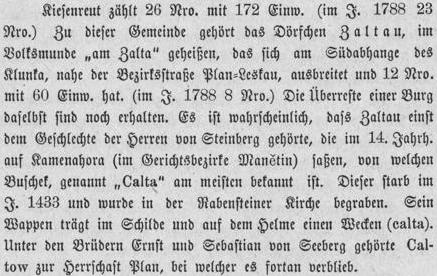 Kiesenreut zählt 26 Nro. mit 172 Einw. (im J. 1788 23
Nro.) Zu dieser Gemeinde gehört das Dörfchen Zaltau, im
Volksmunde „am Zalta“ geheißen, das sich am Südabhange des
Klunka, nahe der Bezirksstraße Plan-Leskau, ausbreitet und 12 Nro.
mit 60 Einw. hat. (im J. 1788 8 Nro.) Die Überreste einer Burg
daselbst sind noch erhalten. Es ist wahrscheinlich, daß Zaltau einst
dem Geschlechte der Herren von Steinberg gehörte, die im 14. Jahrh.
auf Kamenahora (im Gerichtsbezirke Manětin) saßen, von welchen
Buschek, genannt „Calta“ am meisten bekannt ist. Dieser starb im
J. 1433 und wurde in der Rabensteiner Kirche begraben. Sein
Wappen trägt im Schilde und auf dem Helme einen Wecken (calta).
Unter den Brüdern Ernst und Sebastian von Seeberg gehörte Cal-
tow zur Herrschaft Plan, bei welcher es fortan verblieb.